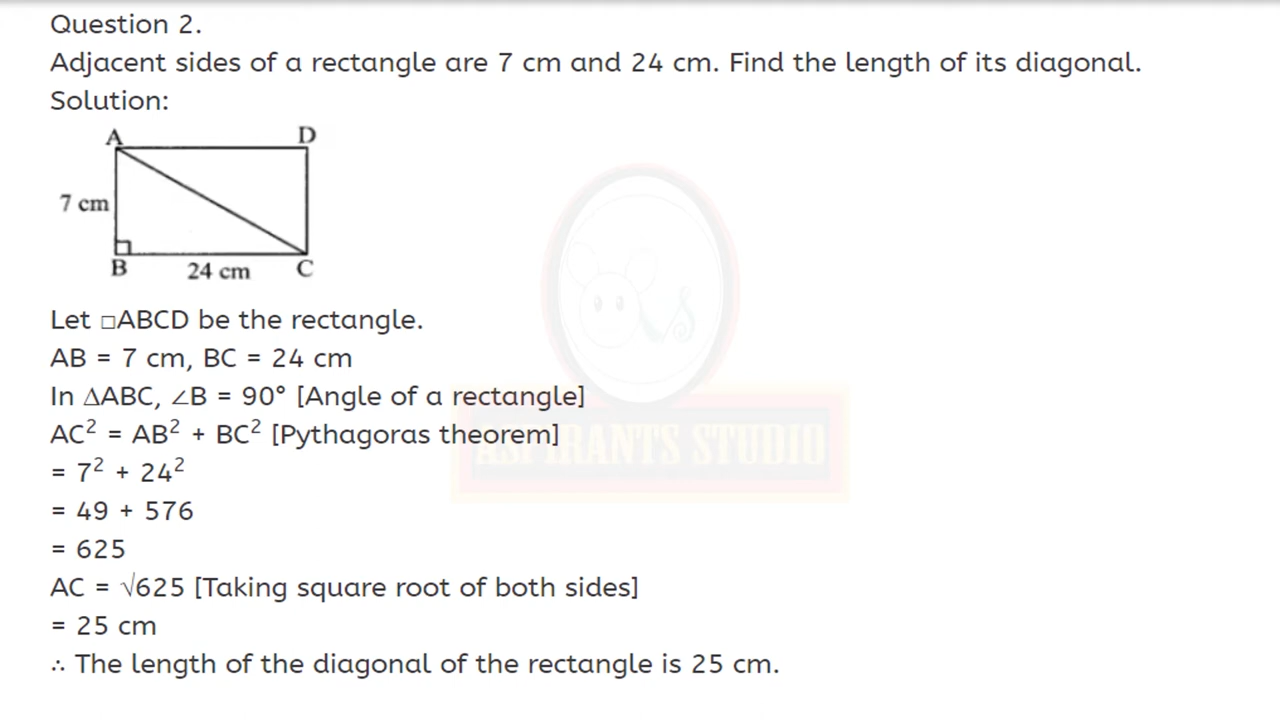 Question 2.
Adjacent sides of a rectangle are 7 cm and 24 cm. Find the length of its diagonal.
Solution:
A D
7 cm
B 24 cm C
Let □ABCD be the rectangle.
AB = 7 cm, BC = 24 cm
In ∆ABC, ∠B = 90° [Angle of a rectangle]
AC² = AB² + BC² [Pythagoras theorem]
ASPIRANTS STUDIO
= 7² + 24²
= 49 + 576
= 625
AC = √625 [Taking square root of both sides]
= 25 cm
∴ The length of the diagonal of the rectangle is 25 cm.